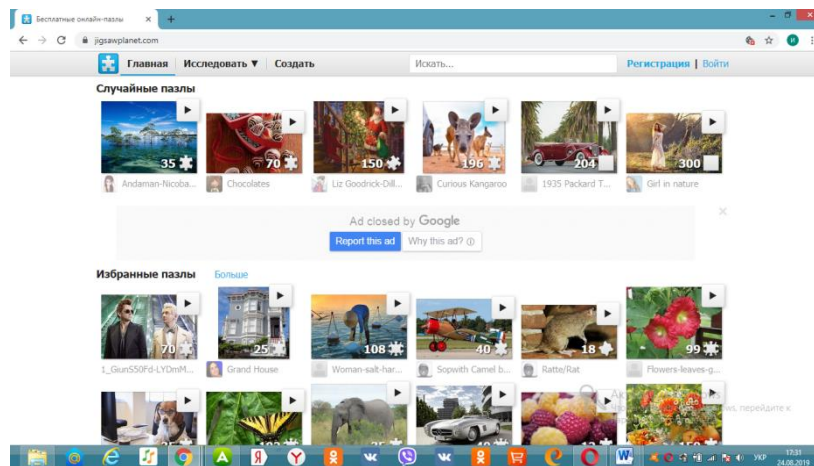 Бесплатные онлайн-пазлы
jigsawplanet.com
Главная Исследовать ▼ Создать Искать... Регистрация | Войти
Случайные пазлы
35 70 150 196 204 300
Andaman-Nicoba... Chocolates Liz Goodrick-Dill... Curious Kangaroo 1935 Packard T... Girl in nature
Ad closed by Google
Report this ad Why this ad?
Избранные пазлы Больше
70 25 108 40 18 99
1_GiunS50Fd-LYDmM... Grand House Woman-salt-har... Sopwith Camel b... Ratte/Rat Flowers-leaves-g...
перейдите к
УКР 17:31
24.08.2019